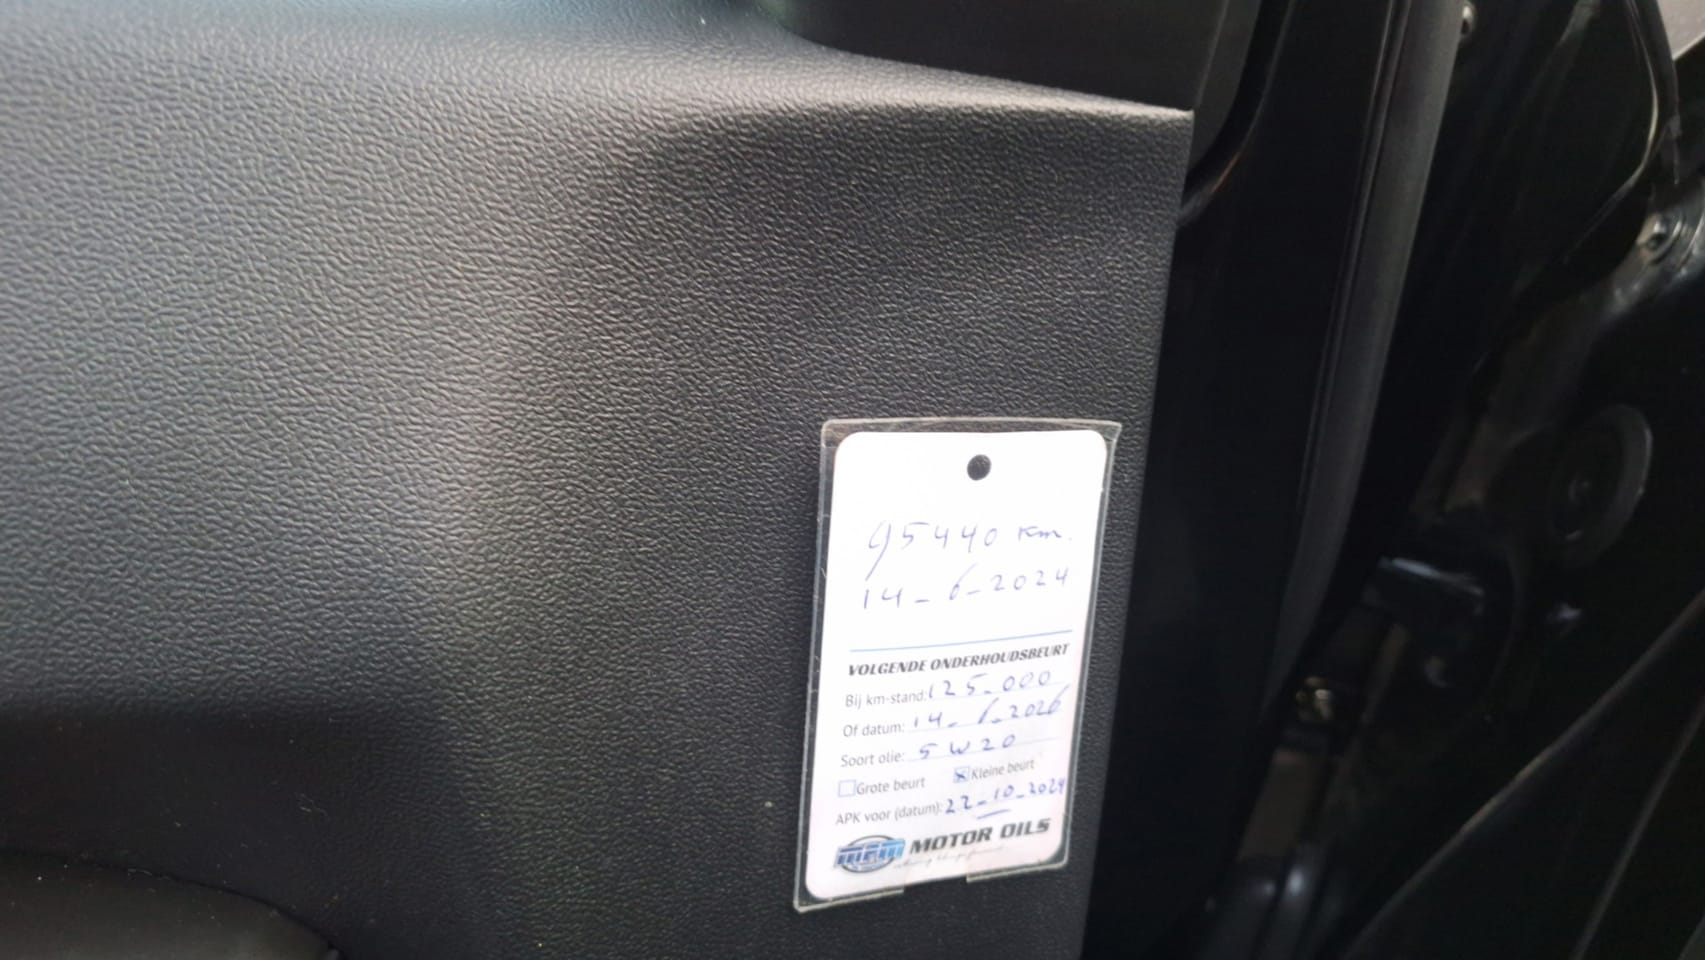 95440 km.
14-6-2024
VOLGENDE ONDERHOUDSBEURT
Bij km-stand: 125.000
Of datum: 14-6-2026
Soort olie: 5W20
Grote beurt Kleine beurt
APK voor (datum): 22-10-2024
MCM MOTOR OILS